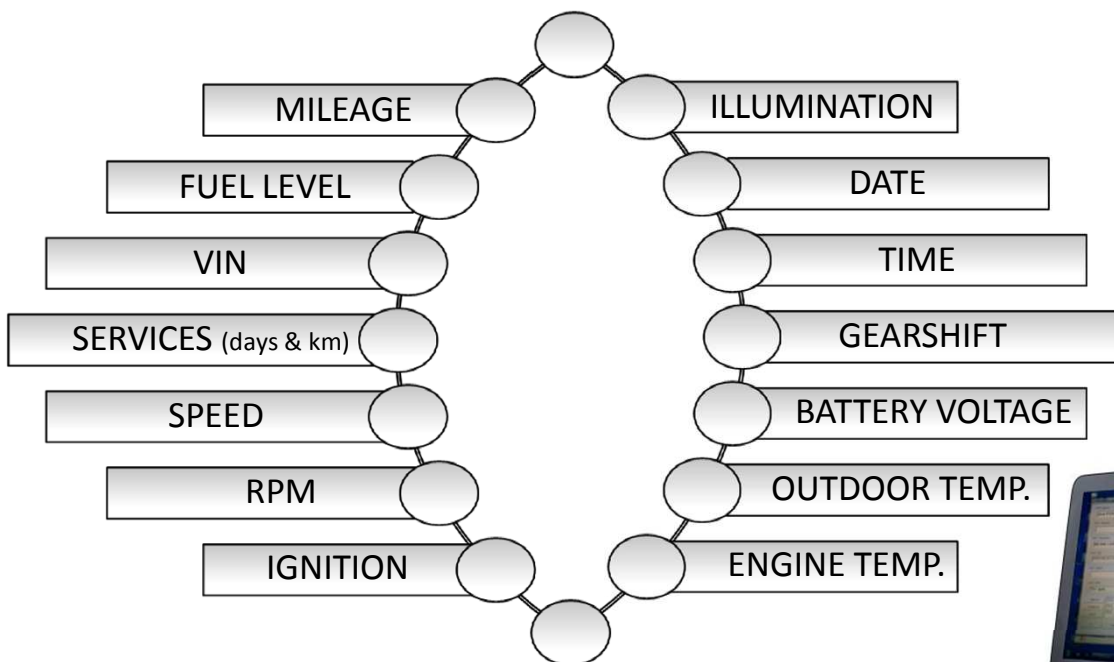 MILEAGE
FUEL LEVEL
VIN
SERVICES (days & km)
SPEED
RPM
IGNITION
ILLUMINATION
DATE
TIME
GEARSHIFT
BATTERY VOLTAGE
OUTDOOR TEMP.
ENGINE TEMP.